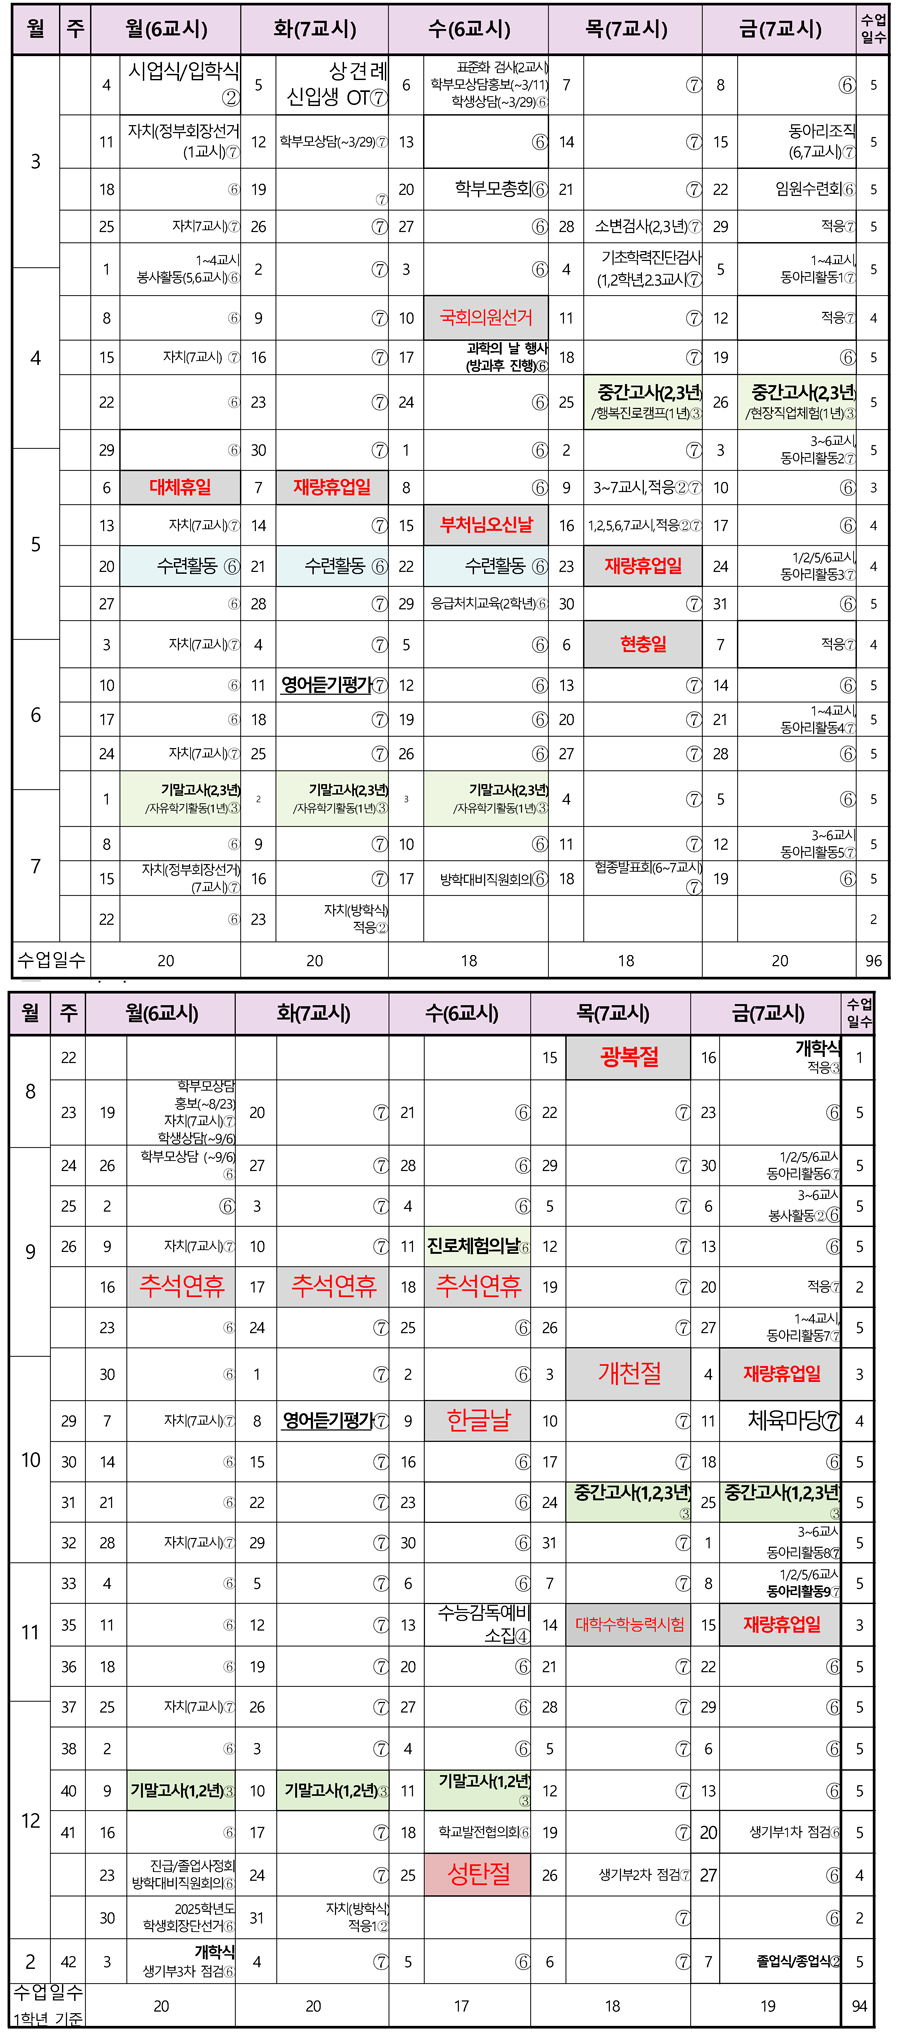 월 주 월(6교시) 화(7교시) 수(6교시) 목(7교시) 금(7교시) 수업
일수
3
4 시업식/입학식
② 5 상견례
신입생 OT⑦ 6 표준화 검사(2교시)
학부모상담홍보(~3/11)
학생상담(~3/29)⑥ 7 ⑦ 8 ⑥ 5
11 자치(정부회장선거
(1교시)⑦ 12 학부모상담(~3/29)⑦ 13 ⑥ 14 ⑦ 15 동아리조직
(6,7교시)⑦ 5
18 ⑥ 19 ⑦ 20 학부모총회⑥ 21 ⑦ 22 임원수련회⑥ 5
25 자치7교시)⑦ 26 ⑦ 27 ⑥ 28 소변검사(2,3년)⑦ 29 적응⑦ 5
4
1 1~4교시
봉사활동(5,6교시)⑥ 2 ⑦ 3 ⑥ 4 기초학력진단검사
(1,2학년,2.3교시)⑦ 5 1~4교시,
동아리활동1⑦ 5
8 ⑥ 9 ⑦ 10 국회의원선거 11 ⑦ 12 적응⑦ 4
15 자치(7교시) ⑦ 16 ⑦ 17 과학의 날 행사
(방과후 진행)⑥ 18 ⑦ 19 ⑥ 5
22 ⑥ 23 ⑦ 24 ⑥ 25 중간고사(2,3년)
/행복진로캠프(1년)③ 26 중간고사(2,3년)
/현장직업체험(1년)③ 5
29 ⑥ 30 ⑦ 1 ⑥ 2 ⑦ 3 3~6교시,
동아리활동2⑦ 5
5
6 대체휴일 7 재량휴업일 8 ⑥ 9 3~7교시,적응②⑦ 10 ⑥ 3
13 자치(7교시)⑦ 14 ⑦ 15 부처님오신날 16 1,2,5,6,7교시,적응②⑦ 17 ⑥ 4
20 수련활동 ⑥ 21 수련활동 ⑥ 22 수련활동 ⑥ 23 재량휴업일 24 1/2/5/6교시,
동아리활동3⑦ 4
27 ⑥ 28 ⑦ 29 응급처치교육(2학년)⑥ 30 ⑦ 31 ⑥ 5
6
3 자치(7교시)⑦ 4 ⑦ 5 ⑥ 6 현충일 7 적응⑦ 4
10 ⑥ 11 영어듣기평가⑦ 12 ⑥ 13 ⑦ 14 ⑥ 5
17 ⑥ 18 ⑦ 19 ⑥ 20 ⑦ 21 1~4교시,
동아리활동4⑦ 5
24 자치(7교시)⑦ 25 ⑦ 26 ⑥ 27 ⑦ 28 ⑥ 5
7
1 기말고사(2,3년)
/자유학기활동(1년)③ 2 기말고사(2,3년)
/자유학기활동(1년)③ 3 기말고사(2,3년)
/자유학기활동(1년)③ 4 ⑦ 5 ⑥ 5
8 ⑥ 9 ⑦ 10 ⑥ 11 ⑦ 12 3~6교시
동아리활동5⑦ 5
15 자치(정부회장선거)
(7교시)⑦ 16 ⑦ 17 방학대비직원회의⑥ 18 협종발표회(6~7교시)
⑦ 19 ⑥ 5
22 ⑥ 23 자치(방학식)
적응② 2
수업일수 20 20 18 18 20 96
월 주 월(6교시) 화(7교시) 수(6교시) 목(7교시) 금(7교시) 수업
일수
8
22 15 광복절 16 개학식
적응③ 1
23 19 학부모상담
홍보(~8/23)
자치(7교시)⑦
학생상담(~9/6) 20 ⑦ 21 ⑥ 22 ⑦ 23 ⑥ 5
24 26 학부모상담 (~9/6)
⑥ 27 ⑦ 28 ⑥ 29 ⑦ 30 1/2/5/6교시
동아리활동6⑦ 5
9
25 2 ⑥ 3 ⑦ 4 ⑥ 5 ⑦ 6 3~6교시
봉사활동②⑥ 5
26 9 자치(7교시)⑦ 10 ⑦ 11 진로체험의날⑥ 12 ⑦ 13 ⑥ 5
16 추석연휴 17 추석연휴 18 추석연휴 19 ⑦ 20 적응⑦ 2
23 ⑥ 24 ⑦ 25 ⑥ 26 ⑦ 27 1~4교시,
동아리활동7⑦ 5
10
30 ⑥ 1 ⑦ 2 ⑥ 3 개천절 4 재량휴업일 3
29 7 자치(7교시)⑦ 8 영어듣기평가⑦ 9 한글날 10 ⑦ 11 체육마당⑦ 4
30 14 ⑥ 15 ⑦ 16 ⑥ 17 ⑦ 18 ⑥ 5
31 21 ⑥ 22 ⑦ 23 ⑥ 24 중간고사(1,2,3년)
③ 25 중간고사(1,2,3년)
③ 5
32 28 자치(7교시)⑦ 29 ⑦ 30 ⑥ 31 ⑦ 1 3~6교시
동아리활동8⑦ 5
11
33 4 ⑥ 5 ⑦ 6 ⑥ 7 ⑦ 8 1/2/5/6교시
동아리활동9⑦ 5
35 11 ⑥ 12 ⑦ 13 수능감독예비
소집④ 14 대학수학능력시험 15 재량휴업일 3
36 18 ⑥ 19 ⑦ 20 ⑥ 21 ⑦ 22 ⑥ 5
37 25 자치(7교시)⑦ 26 ⑦ 27 ⑥ 28 ⑦ 29 ⑥ 5
12
38 2 ⑥ 3 ⑦ 4 ⑥ 5 ⑦ 6 ⑥ 5
40 9 기말고사(1,2년)③ 10 기말고사(1,2년)③ 11 기말고사(1,2년)
③ 12 ⑦ 13 ⑥ 5
41 16 ⑥ 17 ⑦ 18 학교발전협의회⑥ 19 ⑦ 20 생기부1차 점검⑥ 5
23 진급/졸업사정회
방학대비직원회의⑥ 24 ⑦ 25 성탄절 26 생기부2차 점검⑦ 27 ⑥ 4
30 2025학년도
학생회장단선거⑥ 31 자치(방학식)
적응1② ⑦ ⑥ 2
2 42 3 개학식
생기부3차 점검⑥ 4 ⑦ 5 ⑥ 6 ⑦ 7 졸업식/종업식② 5
수업일수
1학년 기준 20 20 17 18 19 94